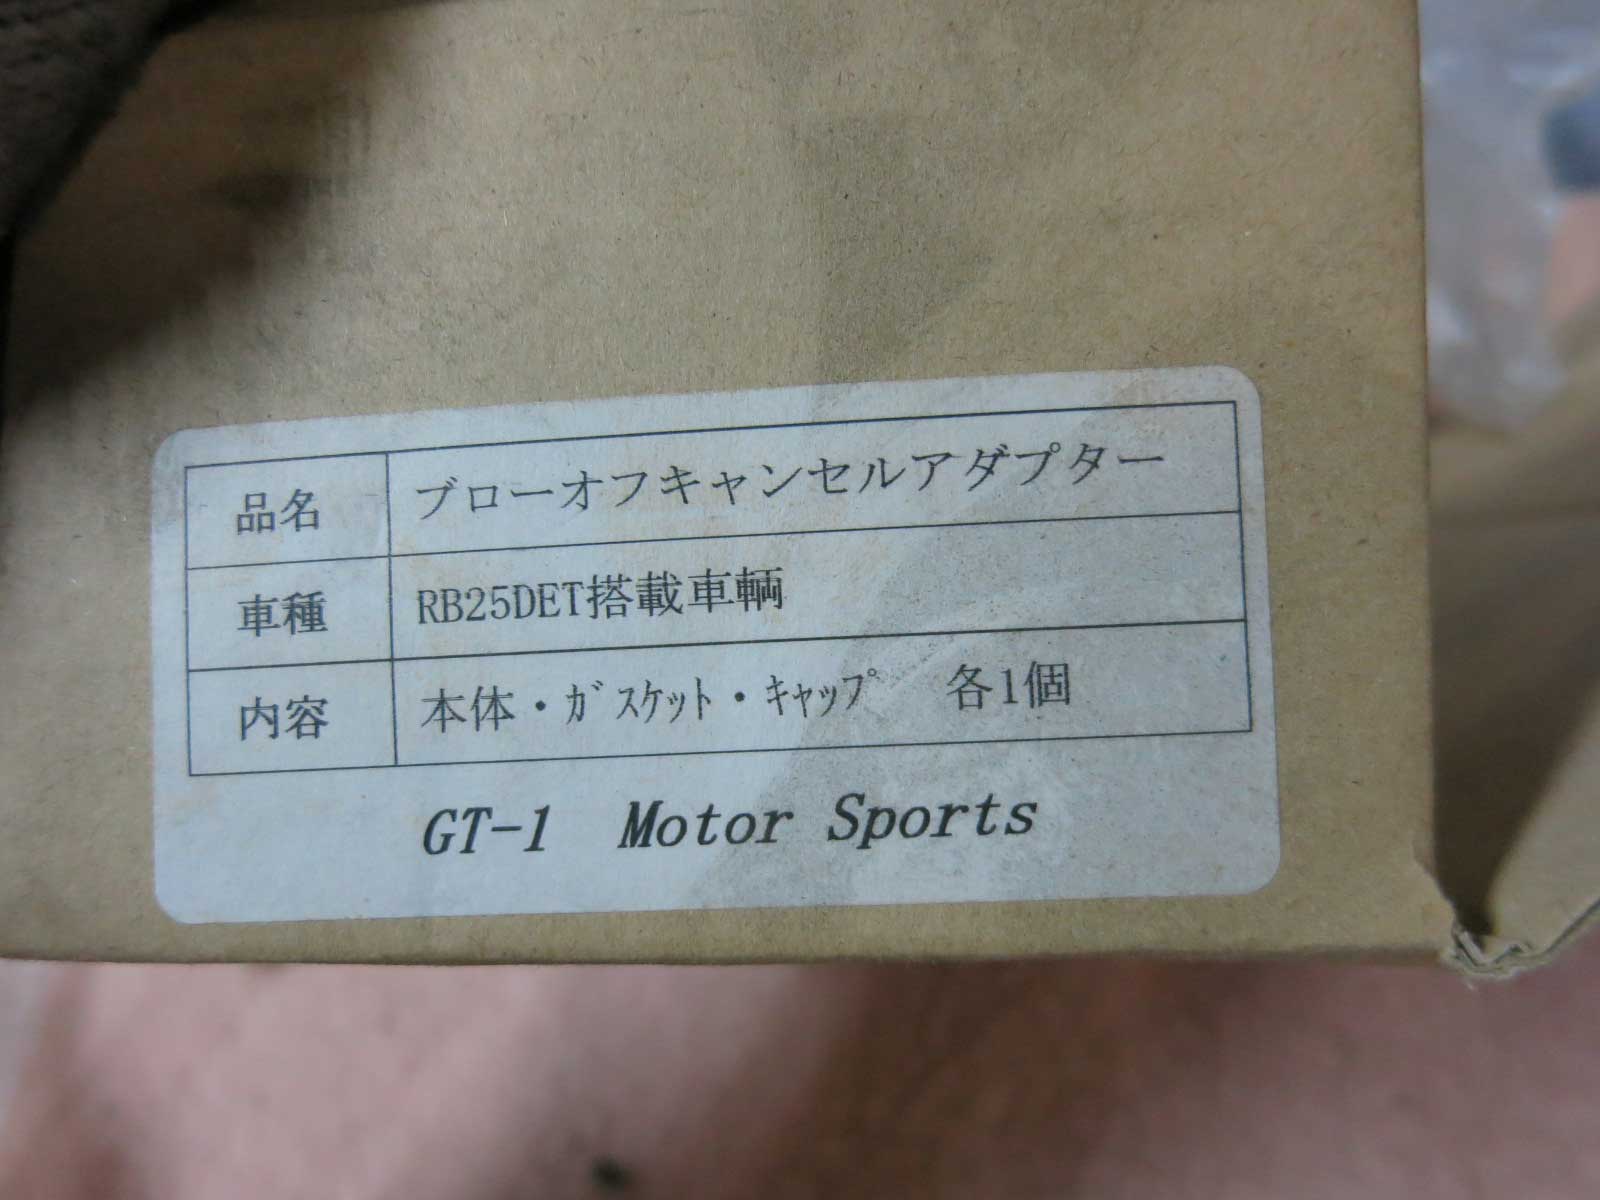 品名 ブローオフキャンセルアダプター
車種 RB25DET搭載車輌
内容 本体・ガスケット・キャップ 各1個
GT-1 Motor Sports